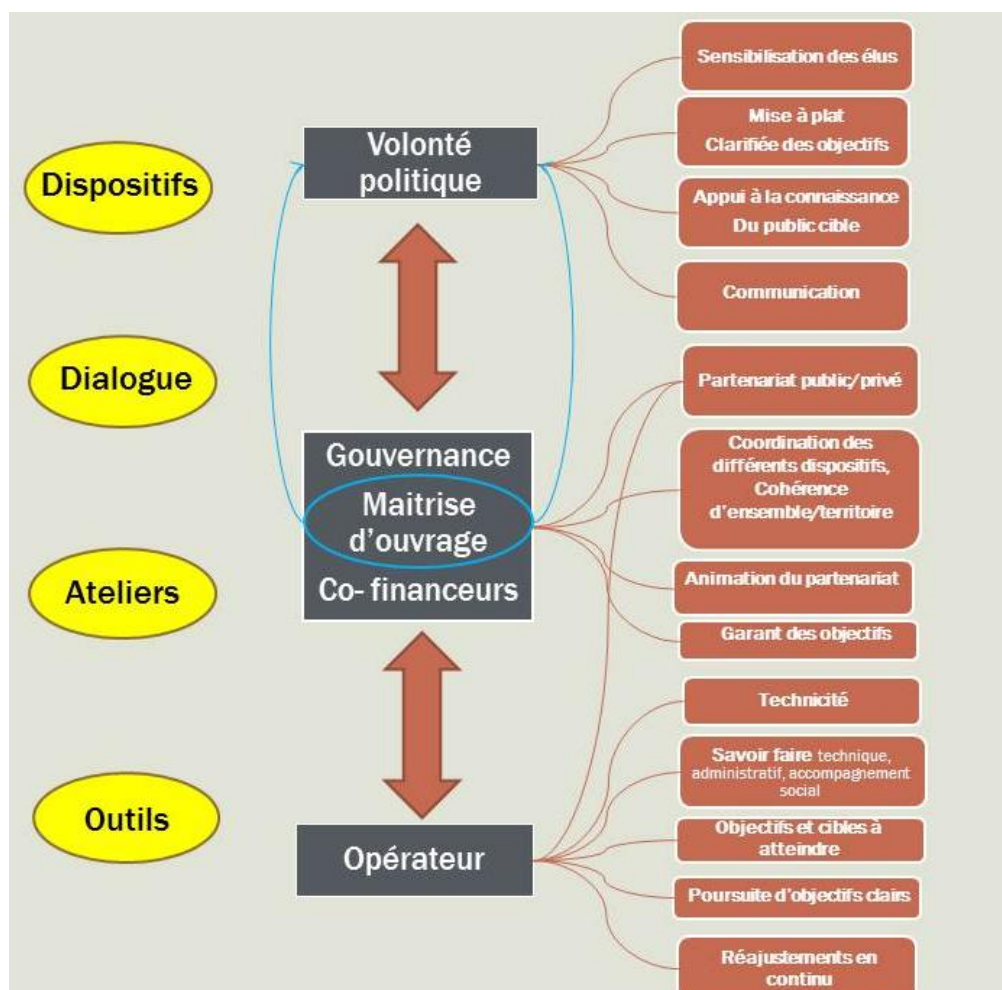 Dispositifs
Dialogue
Ateliers
Outils
Volonté
politique
Gouvernance
Maitrise
d'ouvrage
Co- financeurs
Opérateur
Sensibilisation des élus
Mise à plat
Clarifiée des objectifs
Appui à la connaissance
Du public cible
Communication
Partenariat public/privé
Coordination des
différents dispositifs,
Cohérence
d'ensemble/territoire
Animation du partenariat
Garant des objectifs
Technicité
Savoir faire technique,
administratif, accompagnement
social
Objectifs et cibles à
atteindre
Poursuite d'objectifs clairs
Réajustements en
continu